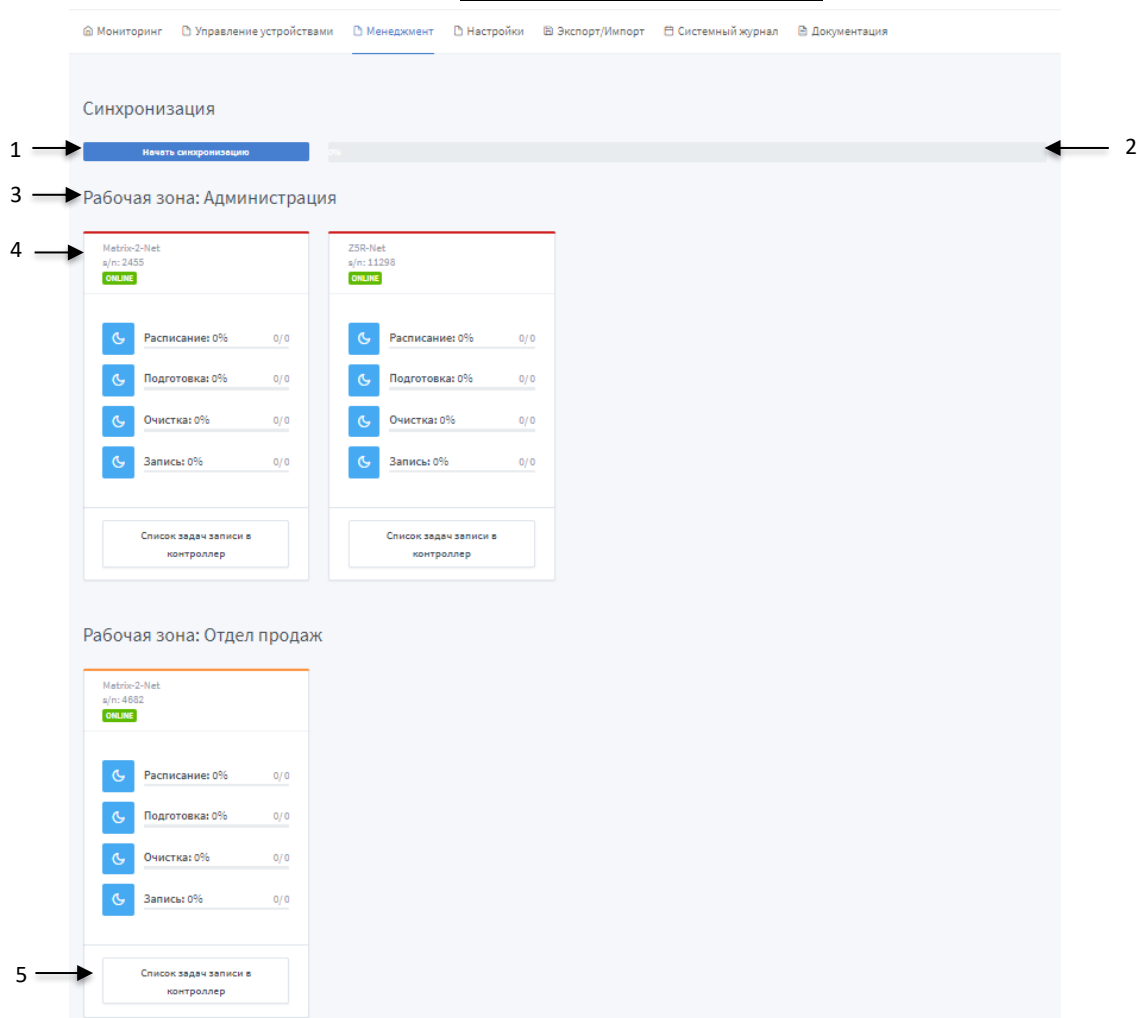 Мониторинг Управление устройствами Менеджмент Настройки Экспорт/Импорт Системный журнал Документация
Синхронизация
1 Начать синхронизацию 0% 2
3 Рабочая зона: Администрация
4
Matrix-2-Net
s/n: 2455
ONLINE
Расписание: 0% 0/0
Подготовка: 0% 0/0
Очистка: 0% 0/0
Запись: 0% 0/0
Список задач записи в
контроллер
Z5R-Net
s/n: 11298
ONLINE
Расписание: 0% 0/0
Подготовка: 0% 0/0
Очистка: 0% 0/0
Запись: 0% 0/0
Список задач записи в
контроллер
Рабочая зона: Отдел продаж
Matrix-2-Net
s/n: 4682
ONLINE
Расписание: 0% 0/0
Подготовка: 0% 0/0
Очистка: 0% 0/0
Запись: 0% 0/0
5
Список задач записи в
контроллер